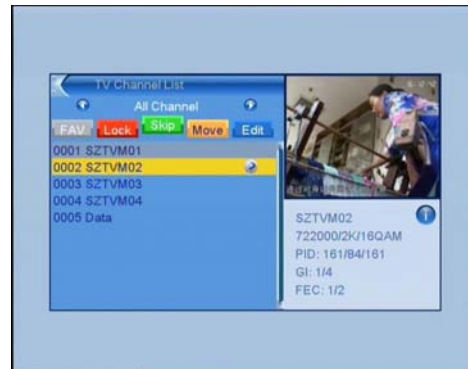 TV Channel List
All Channel
FAV Lock Skip Move Edit
0001 SZTVM01
0002 SZTVM02
0003 SZTVM03
0004 SZTVM04
0005 Data
SZTVM02
722000/2K/16QAM
PID: 161/84/161
GI: 1/4
FEC: 1/2